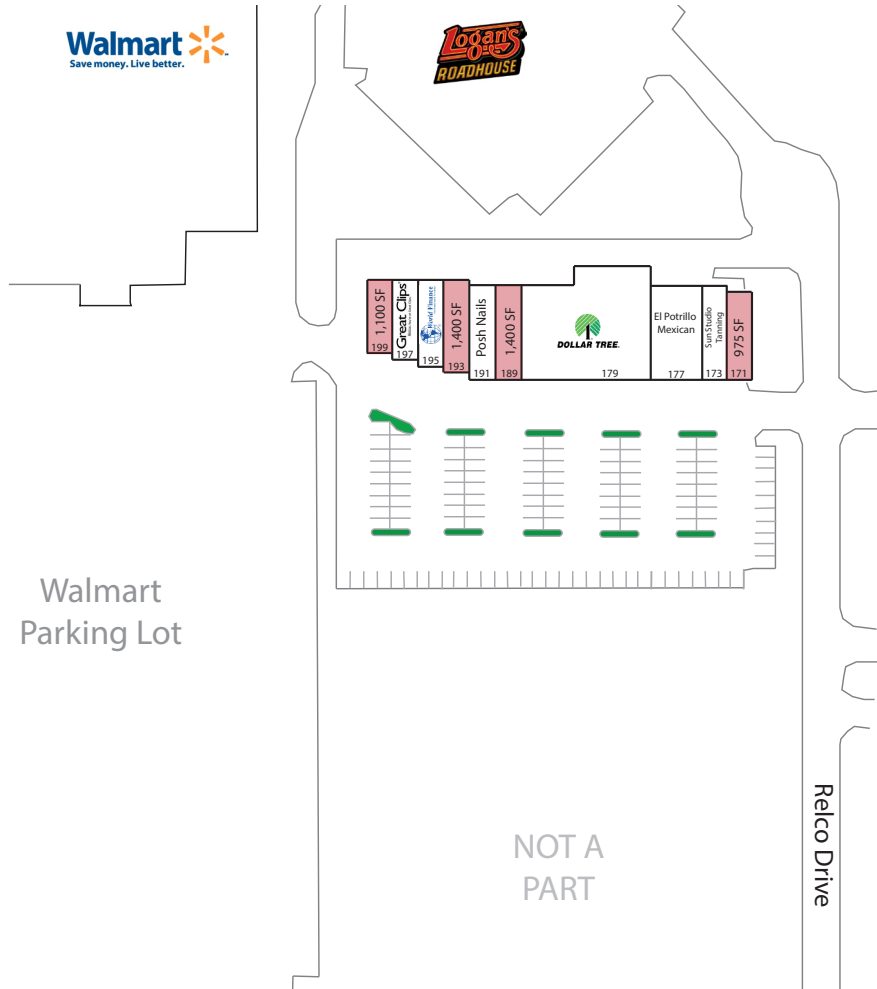 Walmart
Save money. Live better.
Logan's
ROADHOUSE
1,100 SF
199
Great Clips
197
World Finance
195
1,400 SF
193
Posh Nails
191
1,400 SF
189
DOLLAR TREE.
179
El Potrillo
Mexican
177
Sun Studio
Tanning
173
975 SF
171
Walmart
Parking Lot
NOT A
PART
Relco Drive